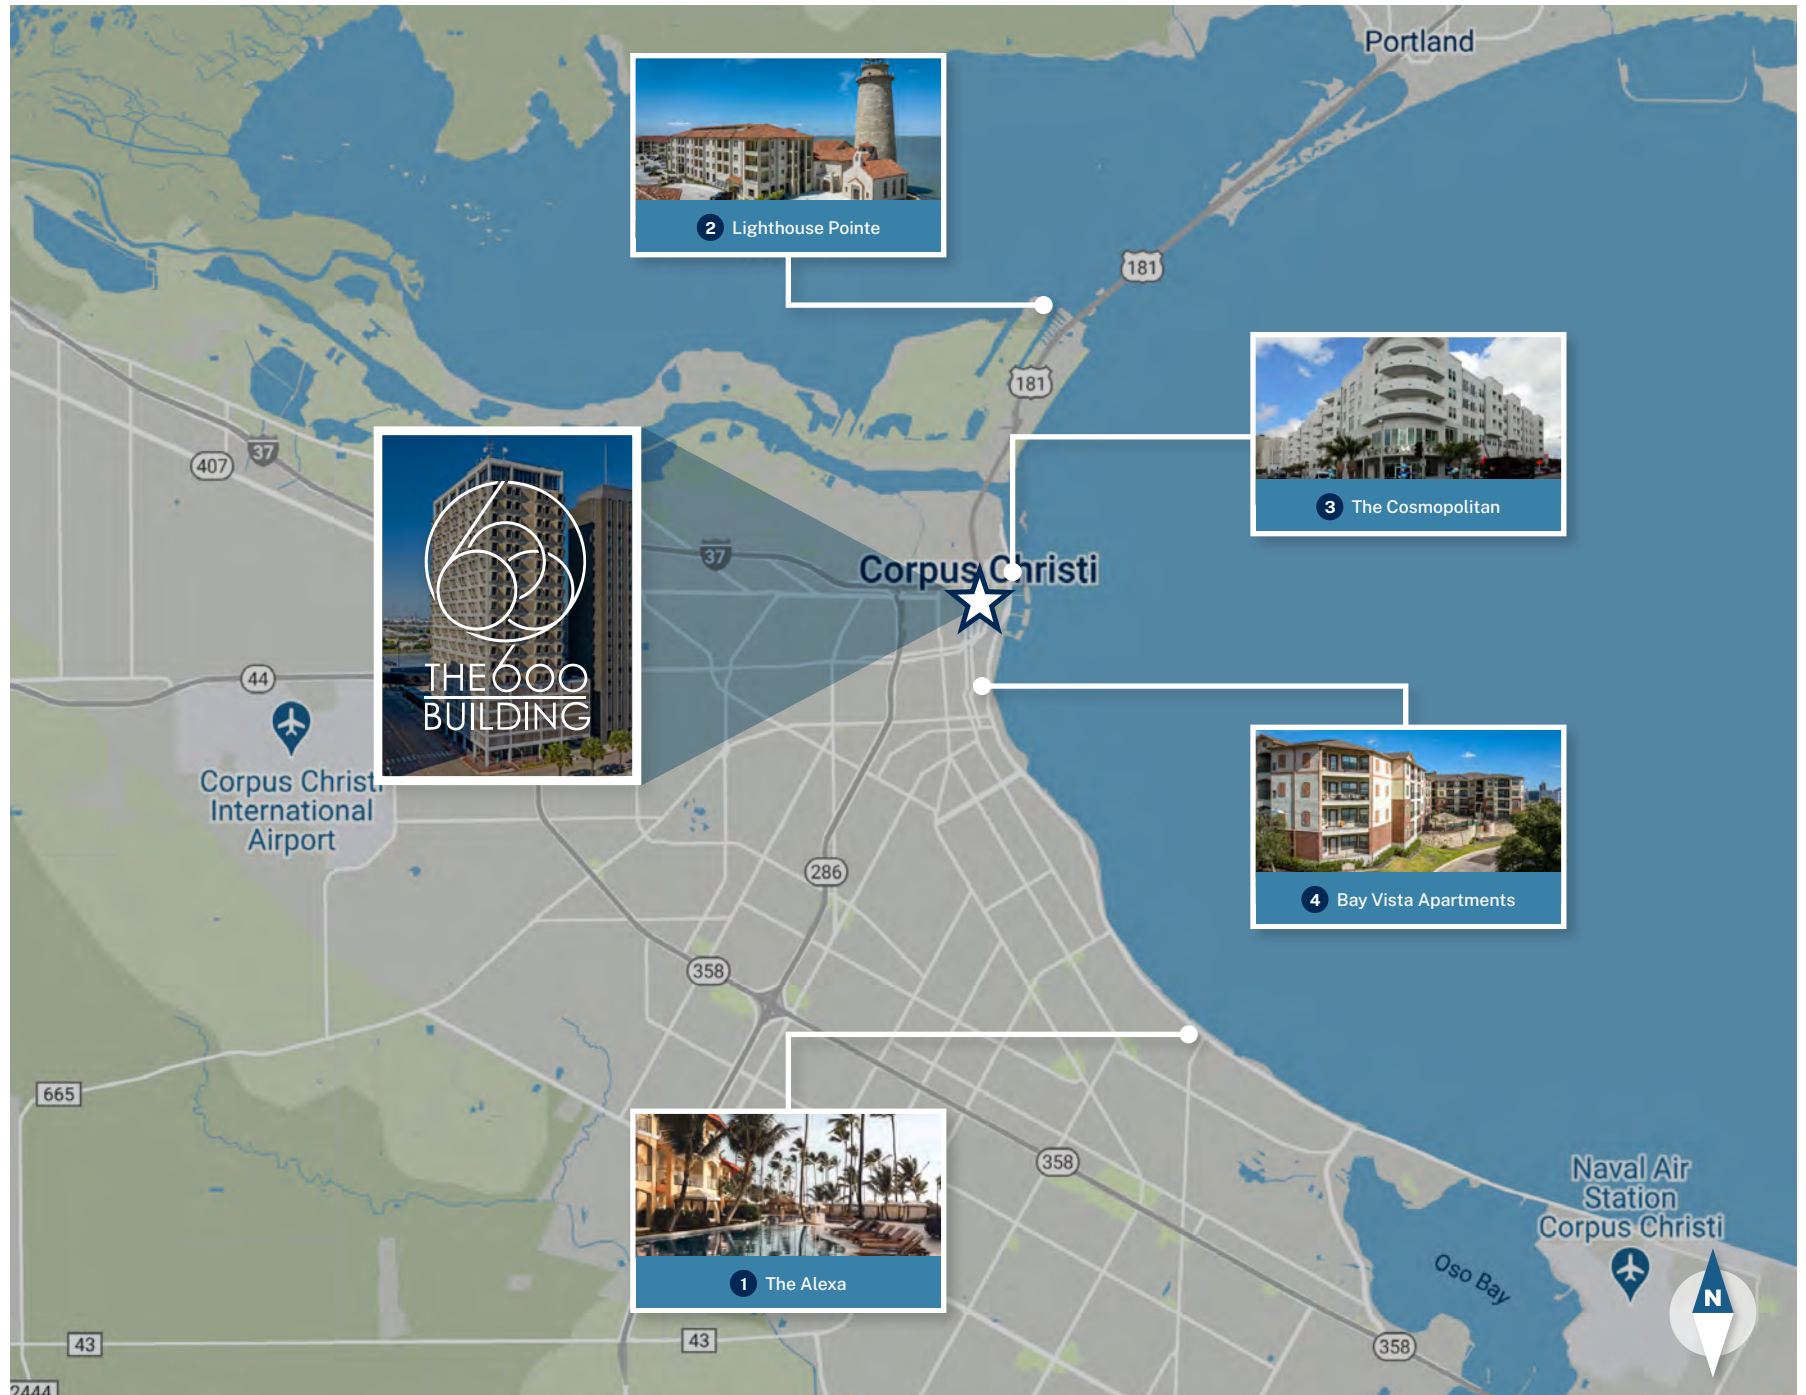 Portland
2 Lighthouse Pointe
181
181
3 The Cosmopolitan
407
37
37
Corpus Christi
THE 600
BUILDING
44
Corpus Christi
International
Airport
4 Bay Vista Apartments
286
358
665
358
1 The Alexa
Naval Air
Station
Corpus Christi
Oso Bay
N
43
43
358
2444